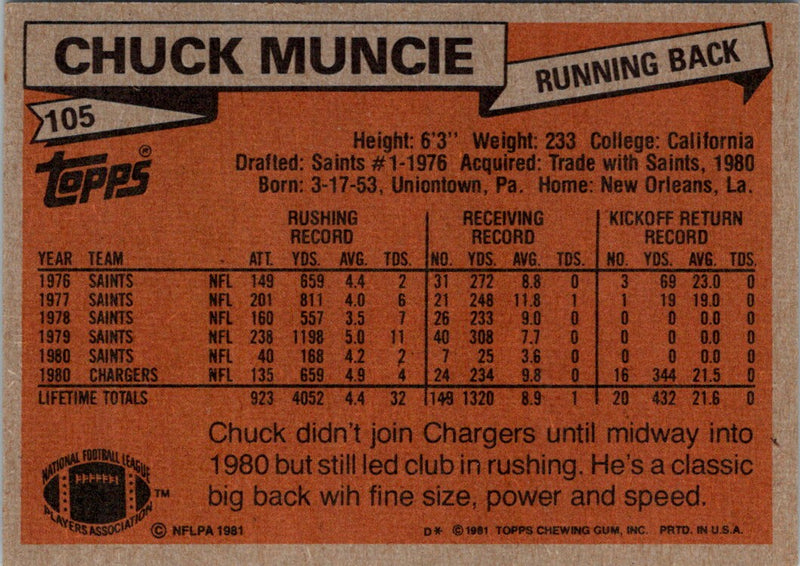 CHUCK MUNCIE
RUNNING BACK
105
topps®
Height: 6'3'' Weight: 233 College: California
Drafted: Saints #1-1976 Acquired: Trade with Saints, 1980
Born: 3-17-53, Uniontown, Pa. Home: New Orleans, La.
RUSHING RECORD RECEIVING RECORD KICKOFF RETURN RECORD
YEAR TEAM ATT. YDS. AVG. TDS. NO. YDS. AVG. TDS. NO. YDS. AVG. TDS.
1976 SAINTS NFL 149 659 4.4 2 31 272 8.8 0 3 69 23.0 0
1977 SAINTS NFL 201 811 4.0 6 21 248 11.8 1 1 19 19.0 0
1978 SAINTS NFL 160 557 3.5 7 26 233 9.0 0 0 0 0.0 0
1979 SAINTS NFL 238 1198 5.0 11 40 308 7.7 0 0 0 0.0 0
1980 SAINTS NFL 40 168 4.2 2 7 25 3.6 0 0 0 0.0 0
1980 CHARGERS NFL 135 659 4.9 4 24 234 9.8 0 16 344 21.5 0
LIFETIME TOTALS 923 4052 4.4 32 149 1320 8.9 1 20 432 21.6 0
Chuck didn't join Chargers until midway into
1980 but still led club in rushing. He's a classic
big back wih fine size, power and speed.
NATIONAL FOOTBALL LEAGUE
PLAYERS ASSOCIATION
TM
© NFLPA 1981
D* © 1981 TOPPS CHEWING GUM, INC. PRTD. IN U.S.A.